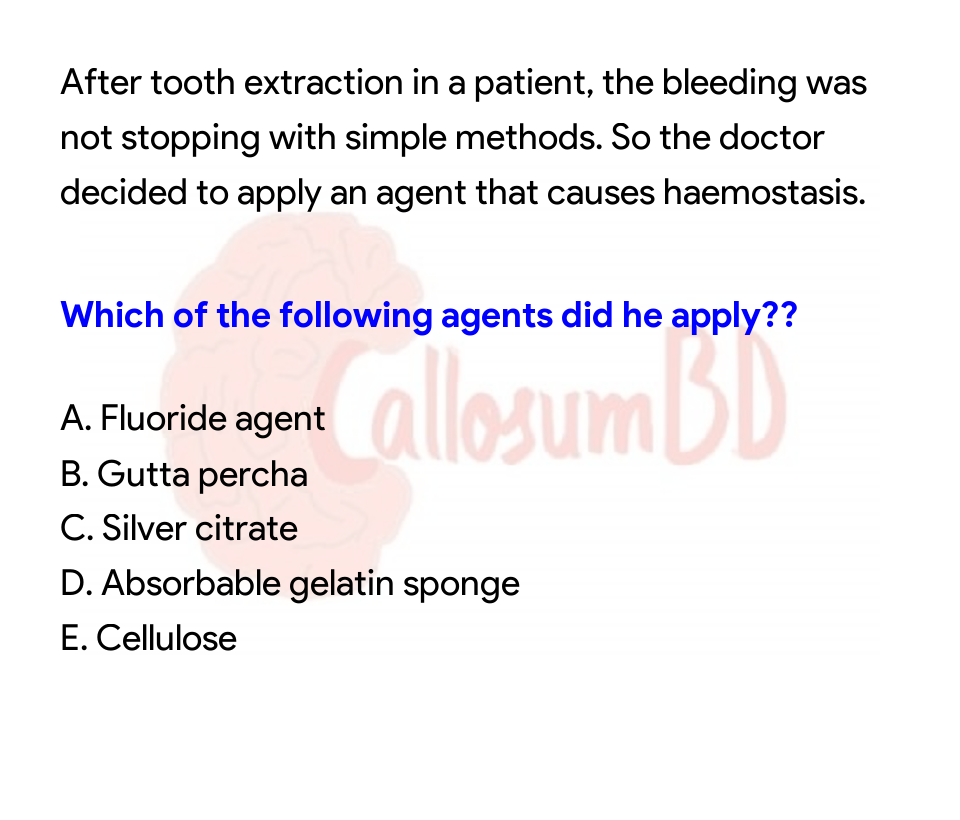 After tooth extraction in a patient, the bleeding was
not stopping with simple methods. So the doctor
decided to apply an agent that causes haemostasis.
Which of the following agents did he apply??
CallosumBD
A. Fluoride agent
B. Gutta percha
C. Silver citrate
D. Absorbable gelatin sponge
E. Cellulose